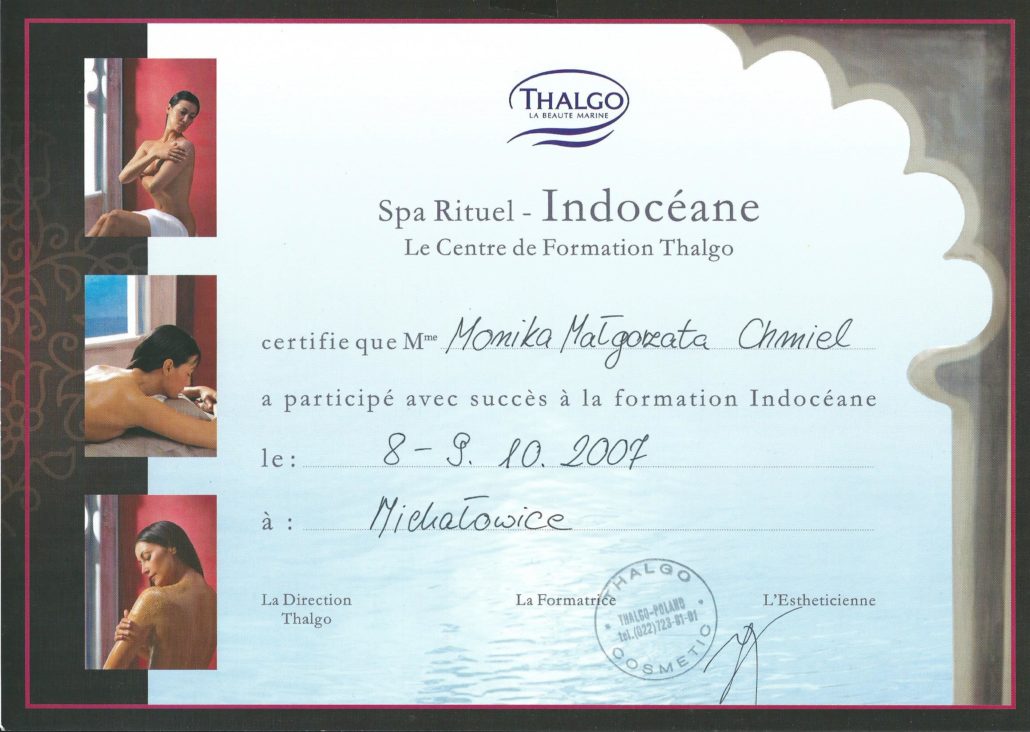 THALGO
LA BEAUTE MARINE
Spa Rituel - Indocéane
Le Centre de Formation Thalgo
certifie que Mme Monika Małgorzata Chmiel
a participé avec succès à la formation Indocéane
le : 8 - 9. 10. 2007
à : Michałowice
La Direction
Thalgo
La Formatrice
L'Estheticienne
THALGO
THALGO-POLAND
tel.(022)723-81-01
COSMETIC